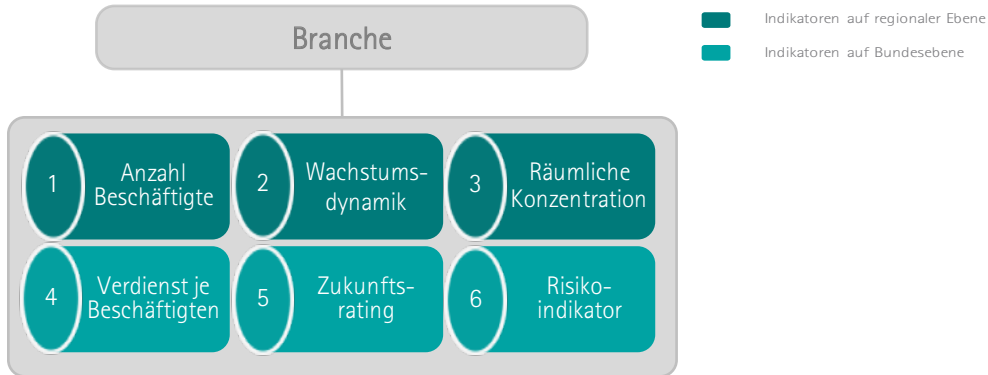 Branche
Indikatoren auf regionaler Ebene
Indikatoren auf Bundesebene
1
Anzahl
Beschäftigte
2
Wachstums-
dynamik
3
Räumliche
Konzentration
4
Verdienst je
Beschäftigten
5
Zukunfts-
rating
6
Risiko-
indikator